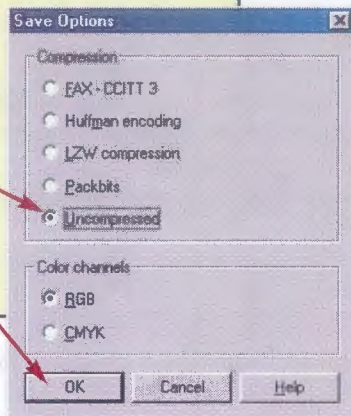 Save Options
Compression
FAX - CCITT 3
Huffman encoding
LZW compression
Packbits
Uncompressed
Color channels
RGB
CMYK
OK Cancel Help